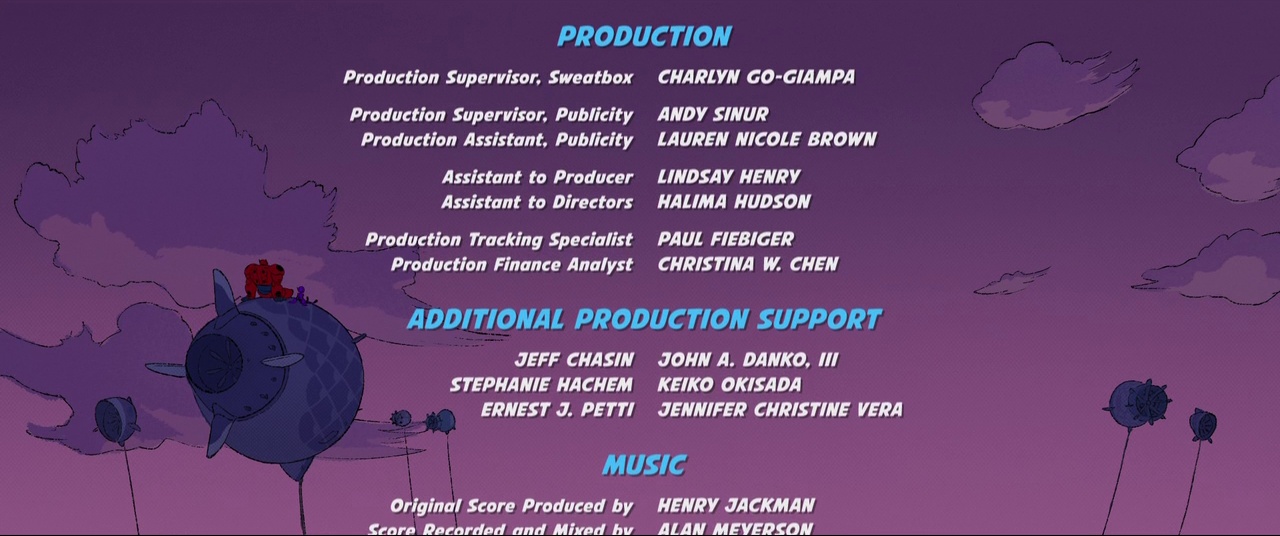 PRODUCTION
Production Supervisor, Sweatbox CHARLYN GO-GIAMPA
Production Supervisor, Publicity ANDY SINUR
Production Assistant, Publicity LAUREN NICOLE BROWN
Assistant to Producer LINDSAY HENRY
Assistant to Directors HALIMA HUDSON
Production Tracking Specialist PAUL FIEBIGER
Production Finance Analyst CHRISTINA W. CHEN
ADDITIONAL PRODUCTION SUPPORT
JEFF CHASIN JOHN A. DANKO, III
STEPHANIE HACHEM KEIKO OKISADA
ERNEST J. PETTI JENNIFER CHRISTINE VERA
MUSIC
Original Score Produced by HENRY JACKMAN
Score Recorded and Mixed by ALAN MEYERSON